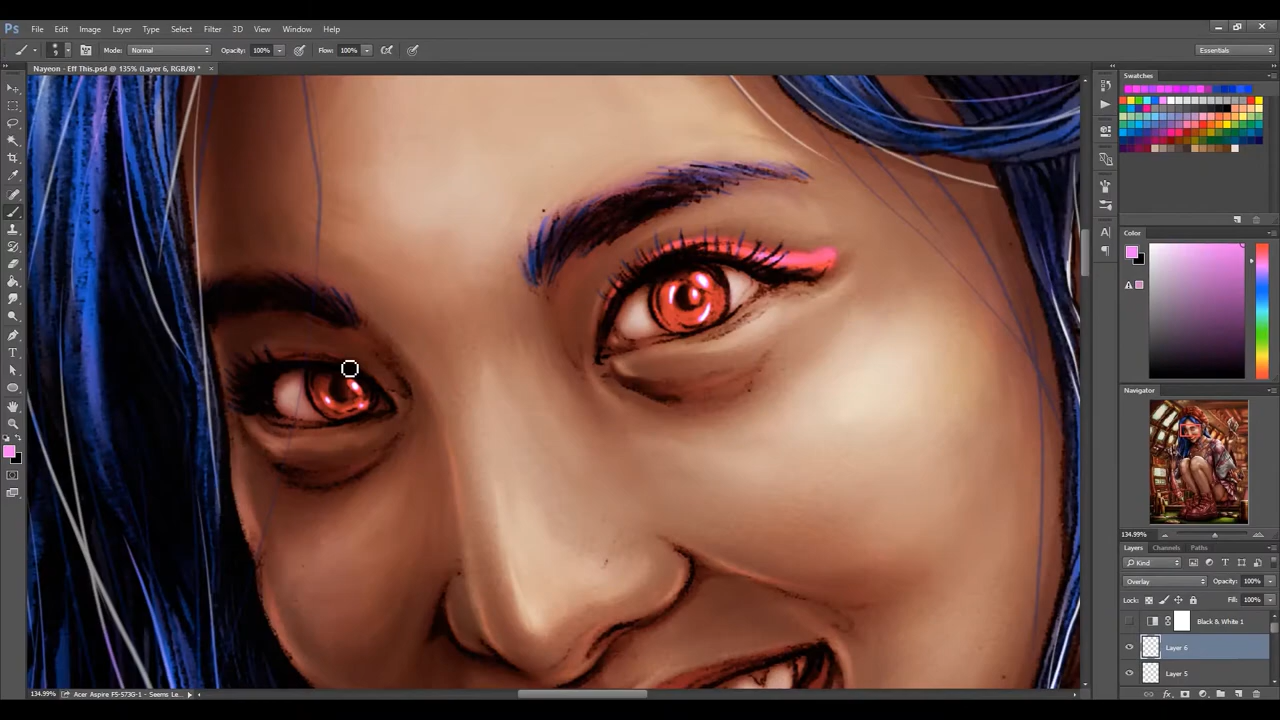 Ps File Edit Image Layer Type Select Filter 3D View Window Help
Mode: Normal Opacity: 100% Flow: 100% Essentials
Nayeon - Eff This.psd @ 135% (Layer 6, RGB/8) *
Swatches
Color
Navigator
134.99%
Layers Channels Paths
Kind
Overlay Opacity: 100%
Lock: Fill: 100%
Black & White 1
Layer 6
Layer 5
134.99% Acer Aspire F5-573G-1 - Seems Le...